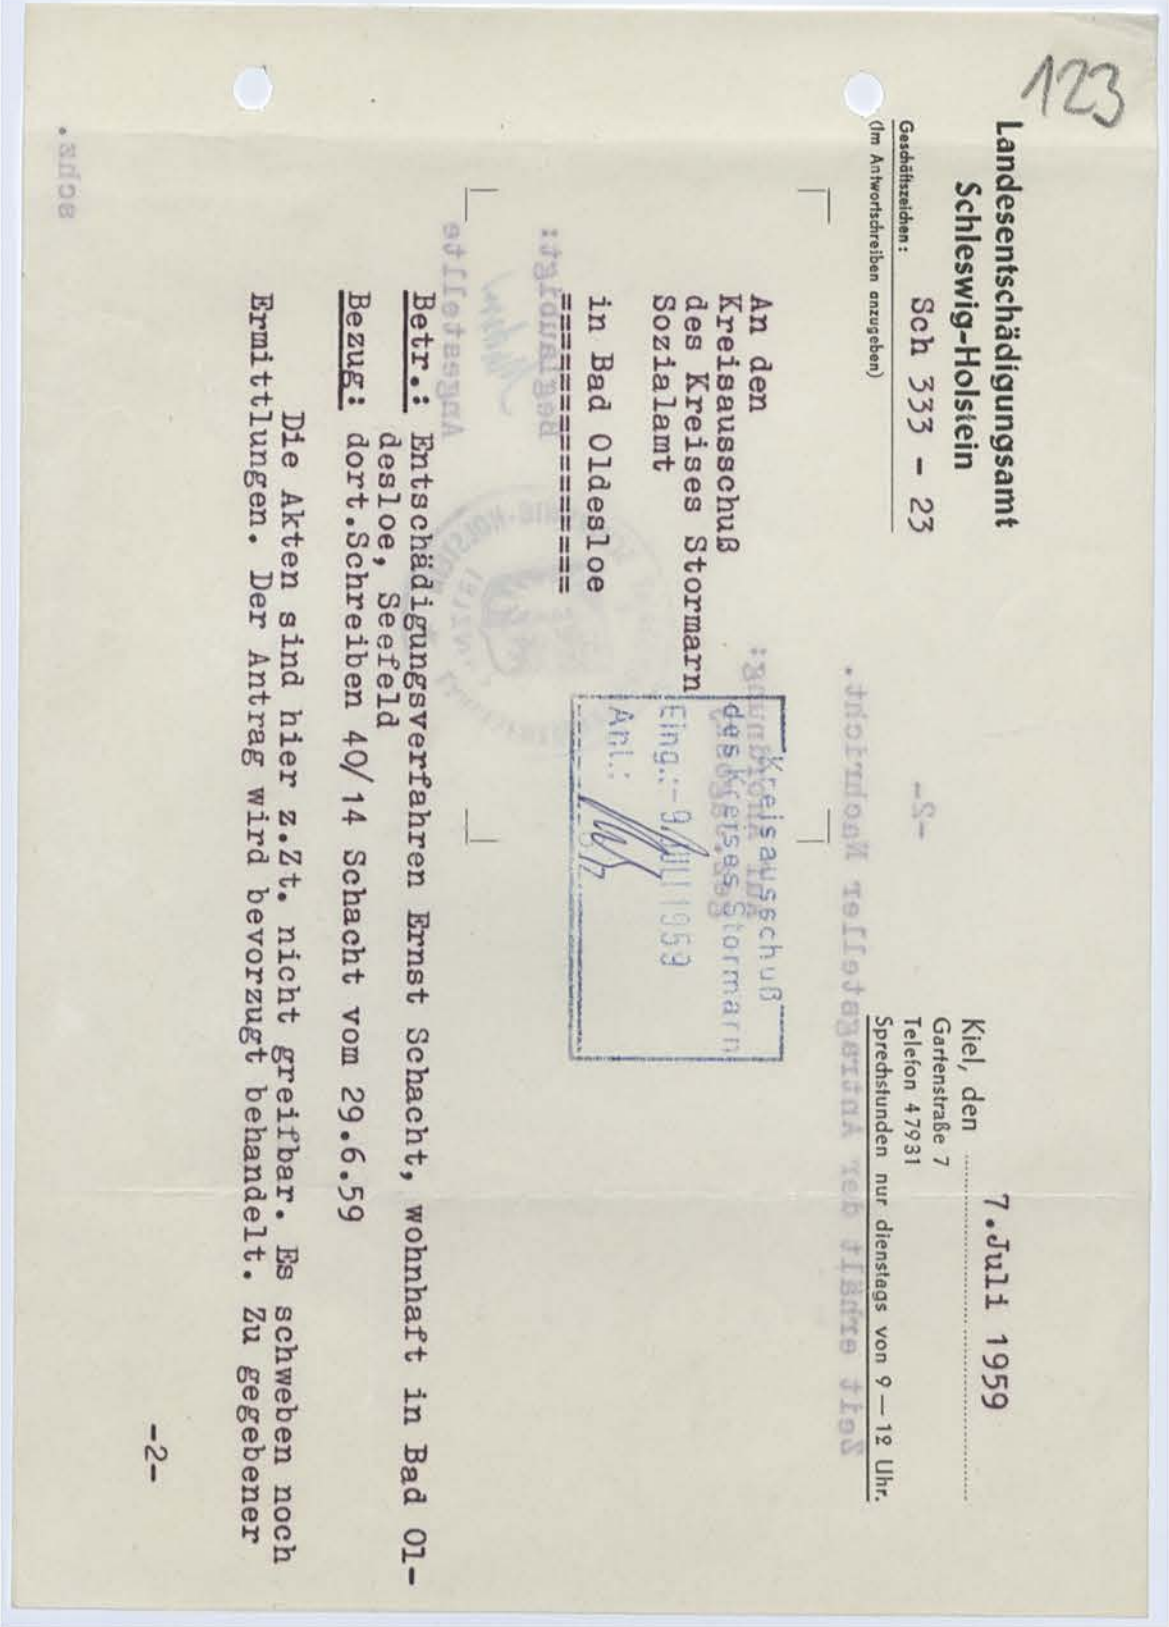 123
Landesentschädigungsamt
Schleswig-Holstein
Geschäftszeichen: Sch 333 - 23
(Im Antwortschreiben anzugeben)
Kiel, den 7.Juli 1959
Gartenstraße 7
Telefon 47931
Sprechstunden nur dienstags von 9 — 12 Uhr.
An den
Kreisausschuß
des Kreises Stormarn
Sozialamt
in Bad Oldesloe
==================
Kreisausschuß
des Kreises Stormarn
Eing.: -9. JULI 1959
Anl.:
Betr.: Entschädigungsverfahren Ernst Schacht, wohnhaft in Bad Ol-
desloe, Seefeld
Bezug: dort.Schreiben 40/14 Schacht vom 29.6.59
Die Akten sind hier z.Zt. nicht greifbar. Es schweben noch
Ermittlungen. Der Antrag wird bevorzugt behandelt. Zu gegebener
-2-